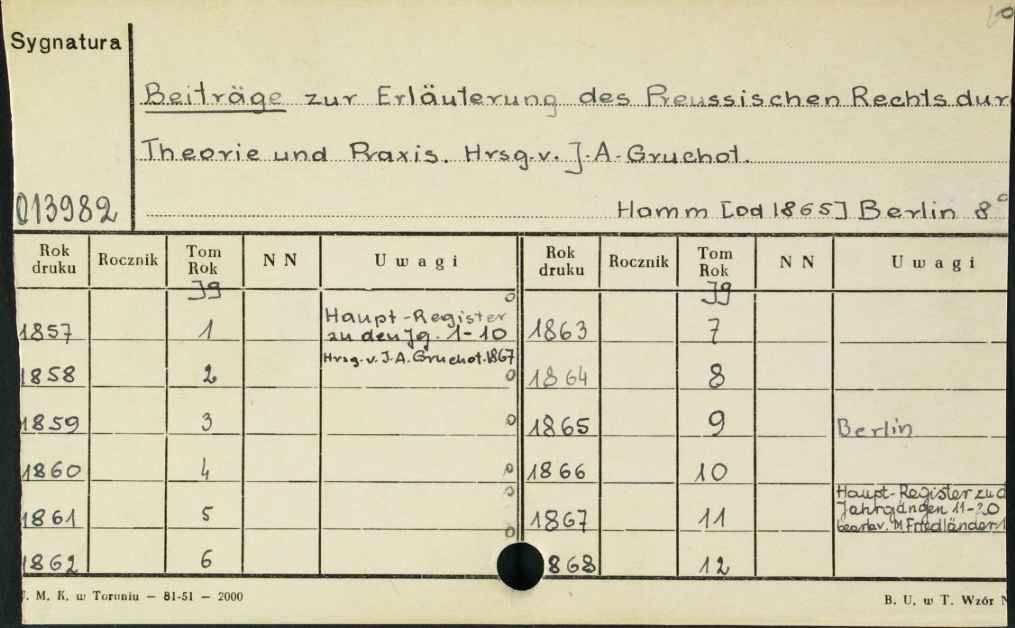 Sygnatura
Beiträge zur Erläuterung des Preussischen Rechts dur
Theorie und Praxis. Hrsg. v. J. A. Gruchot.
013982
Hamm [od 1865] Berlin 8°
Rok druku Rocznik Tom Rok N N Uwagi Rok druku Rocznik Tom Rok N N Uwagi
Jg Jg
1857 1 Haupt-Register zu den Jg. 1-10 Hrsg. v. J. A. Gruchot. 1867 1863 7
1858 2 1864 8
1859 3 1865 9 Berlin
1860 4 1866 10
1861 5 1867 11 Haupt-Register zu d Jahrgängen 11-20 bearbv. M Friedländer
1862 6 1868 12
. M. K. w Toruniu — 81-51 — 2000
B. U. w T. Wzór N